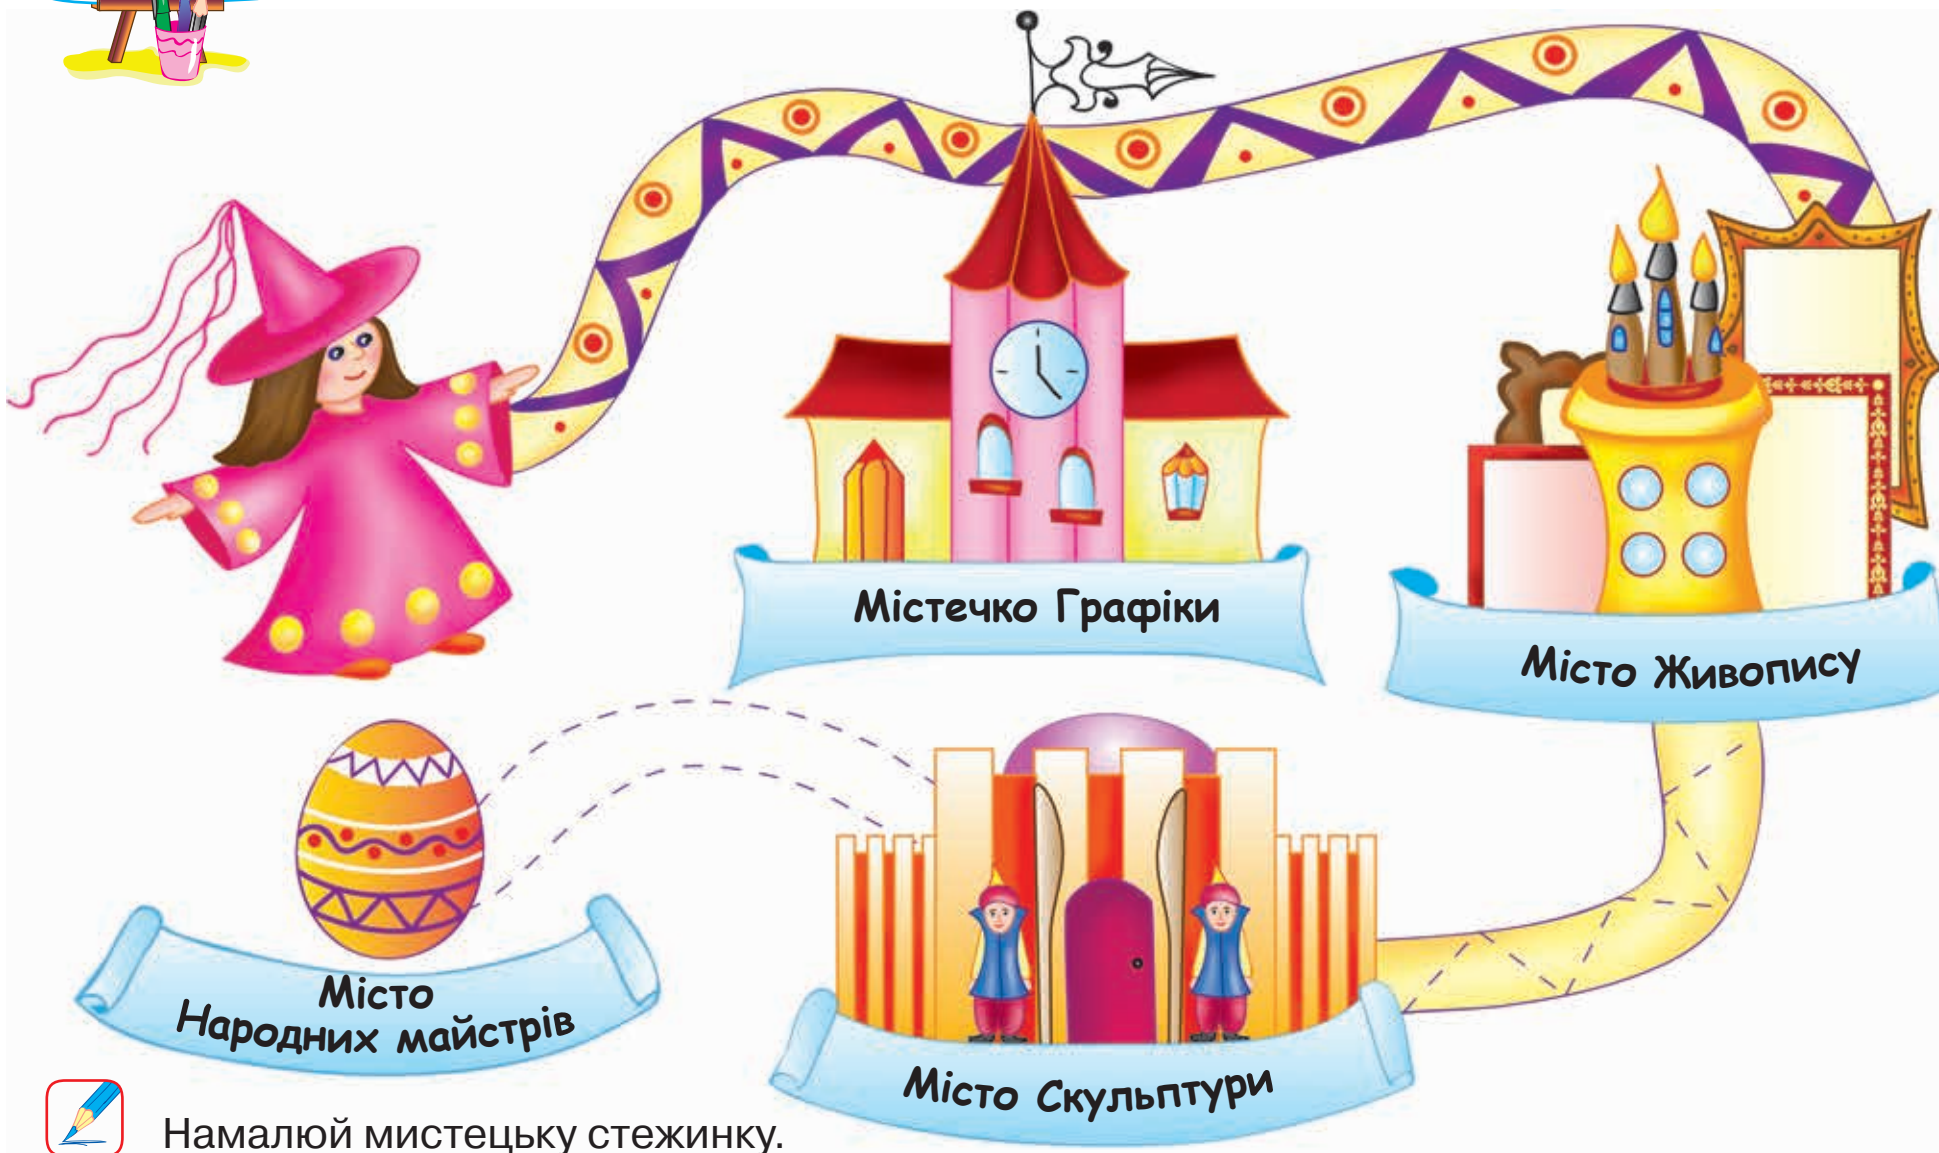 Містечко Графіки
Місто Живопису
Місто
Народних майстрів
Місто Скульптури
Намалюй мистецьку стежинку.